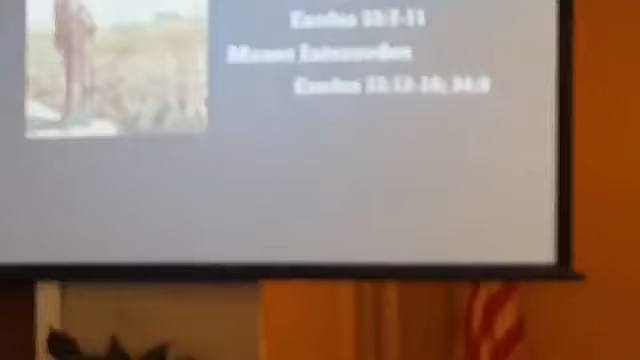 Exodus 33:7-11
Moses Intercedes
Exodus 33:12-16; 34:9